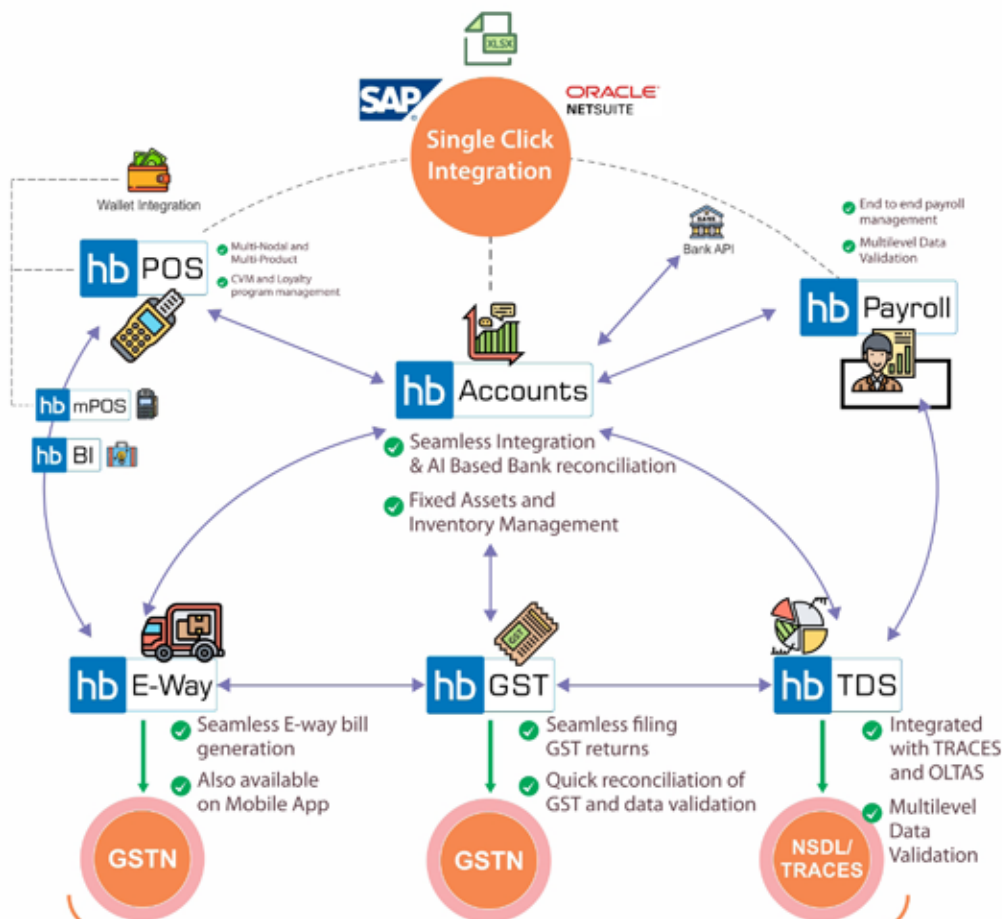 XLSX
SAP
ORACLE
NETSUITE
Single Click
Integration
Wallet Integration
BANK
Bank API
End to end payroll
management
Multilevel Data
Validation
hb POS
Multi-Nodal and
Multi-Product
CVM and Loyalty
program management
hb Payroll
hb Accounts
hb mPOS
hb BI
Seamless Integration
& AI Based Bank reconciliation
Fixed Assets and
Inventory Management
GST
hb E-Way
hb GST
hb TDS
Seamless E-way bill
generation
Also available
on Mobile App
Seamless filing
GST returns
Quick reconciliation of
GST and data validation
Integrated
with TRACES
and OLTAS
Multilevel
Data
Validation
GSTN
GSTN
NSDL/
TRACES